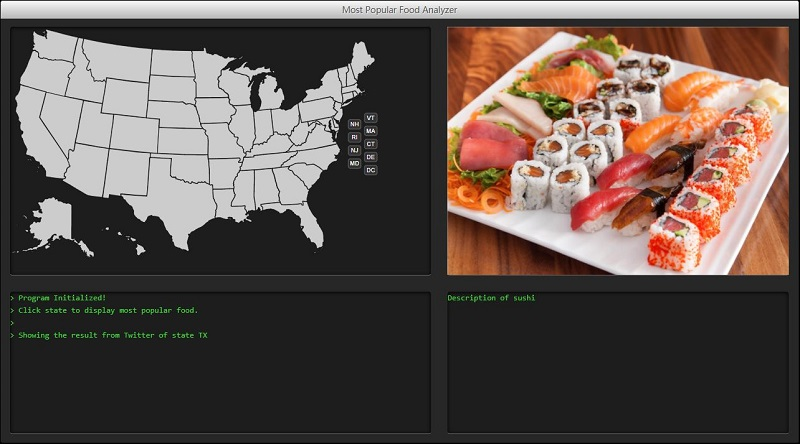 Most Popular Food Analyzer
VT
NH
MA
RI
CT
NJ
DE
MD
DC
> Program Initialized!
> Click state to display most popular food.
>
> Showing the result from Twitter of state TX
Description of sushi